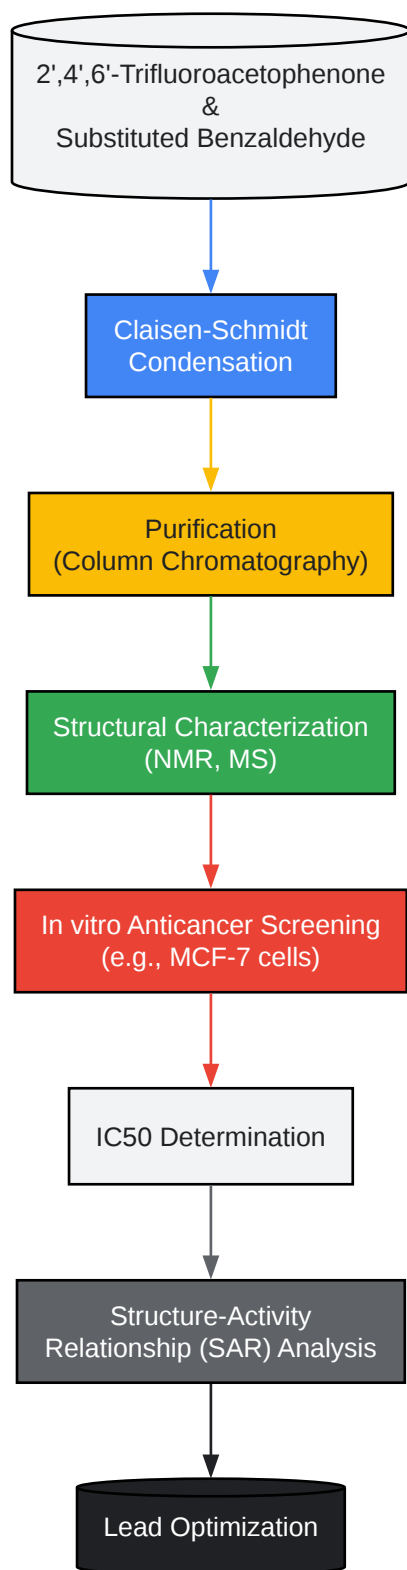 2',4',6'-Trifluoroacetophenone
&
Substituted Benzaldehyde
Claisen-Schmidt
Condensation
Purification
(Column Chromatography)
Structural Characterization
(NMR, MS)
In vitro Anticancer Screening
(e.g., MCF-7 cells)
IC50 Determination
Structure-Activity
Relationship (SAR) Analysis
Lead Optimization